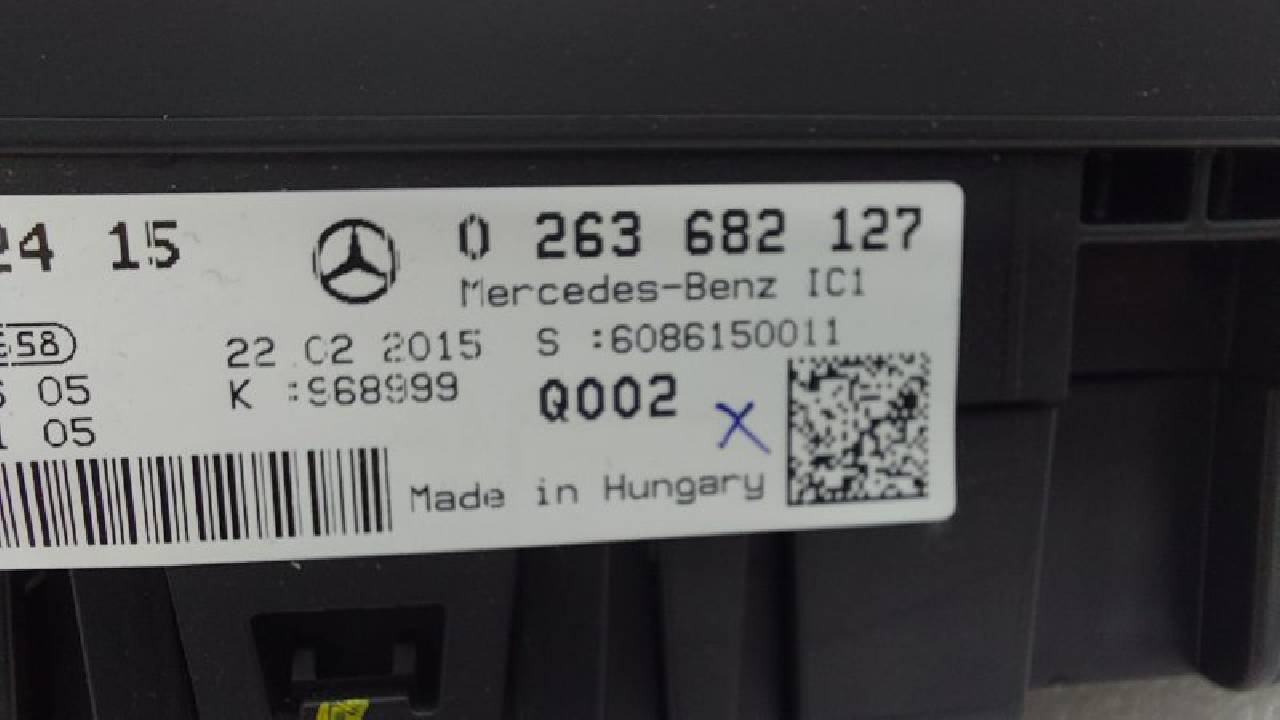 24 15
0 263 682 127
Mercedes-Benz IC1
58
22 02 2015 S :6086150011
05 K :968999 Q002 X
05
Made in Hungary